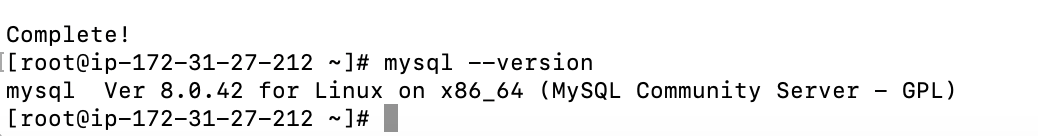 Complete!
[[root@ip-172-31-27-212 ~]# mysql --version
mysql  Ver 8.0.42 for Linux on x86_64 (MySQL Community Server - GPL)
[root@ip-172-31-27-212 ~]#